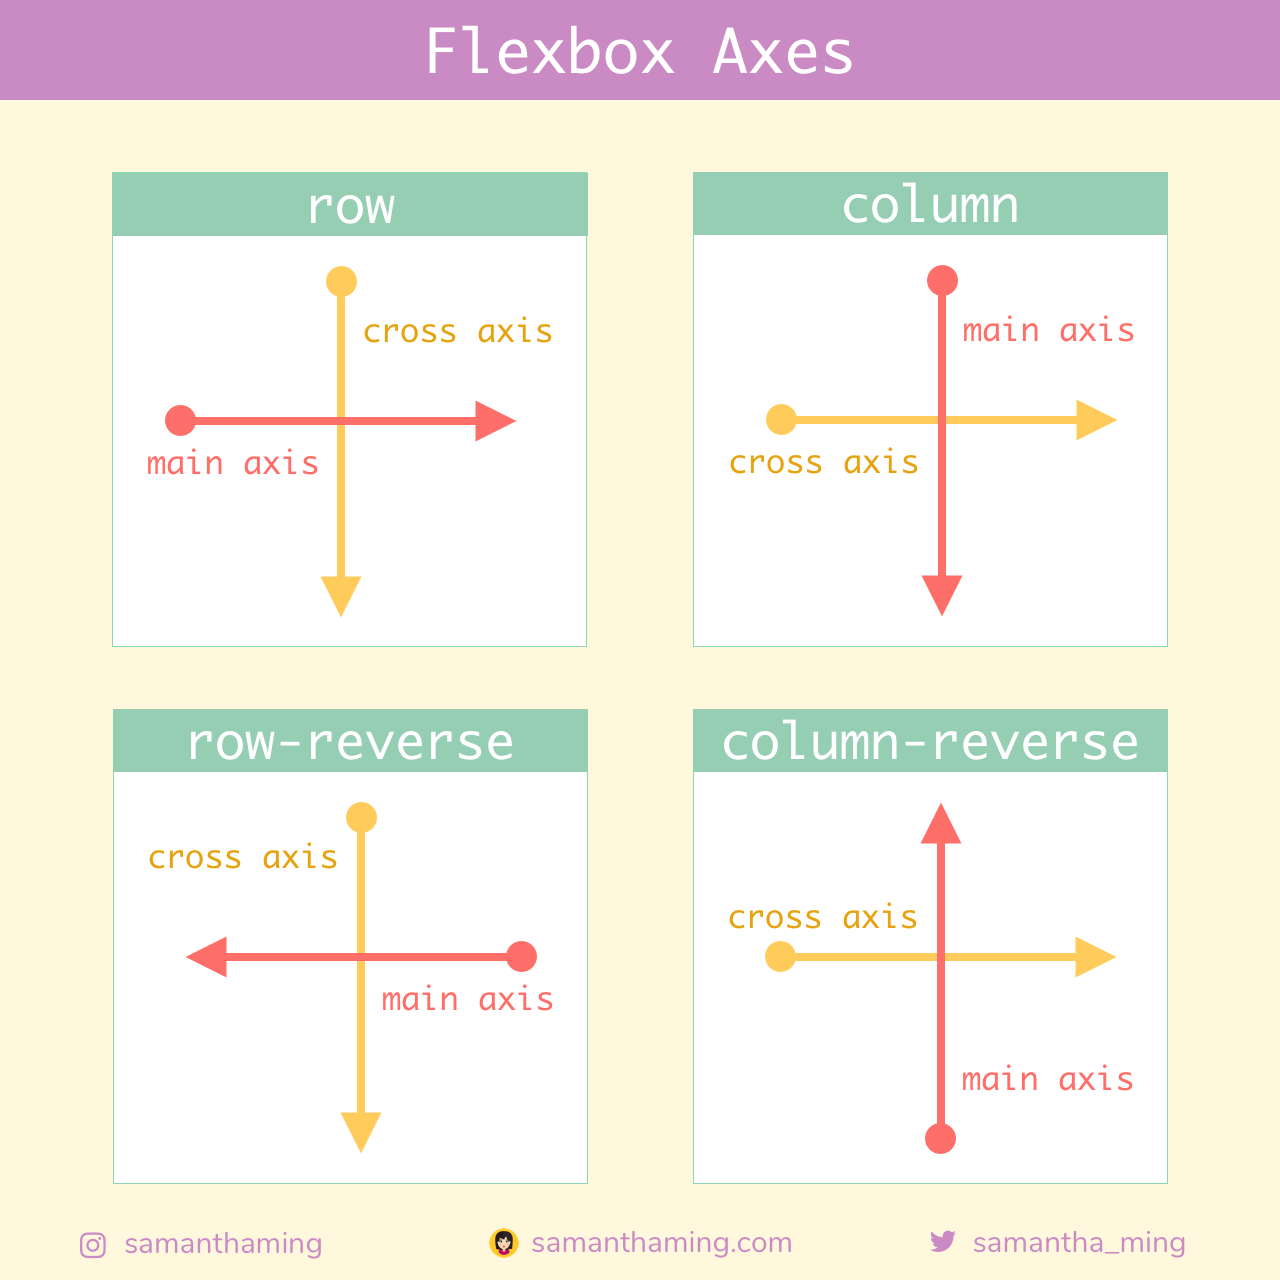 Flexbox Axes
row
cross axis
main axis
column
main axis
cross axis
row-reverse
cross axis
main axis
column-reverse
cross axis
main axis
samanthaming
samanthaming.com
samantha_ming